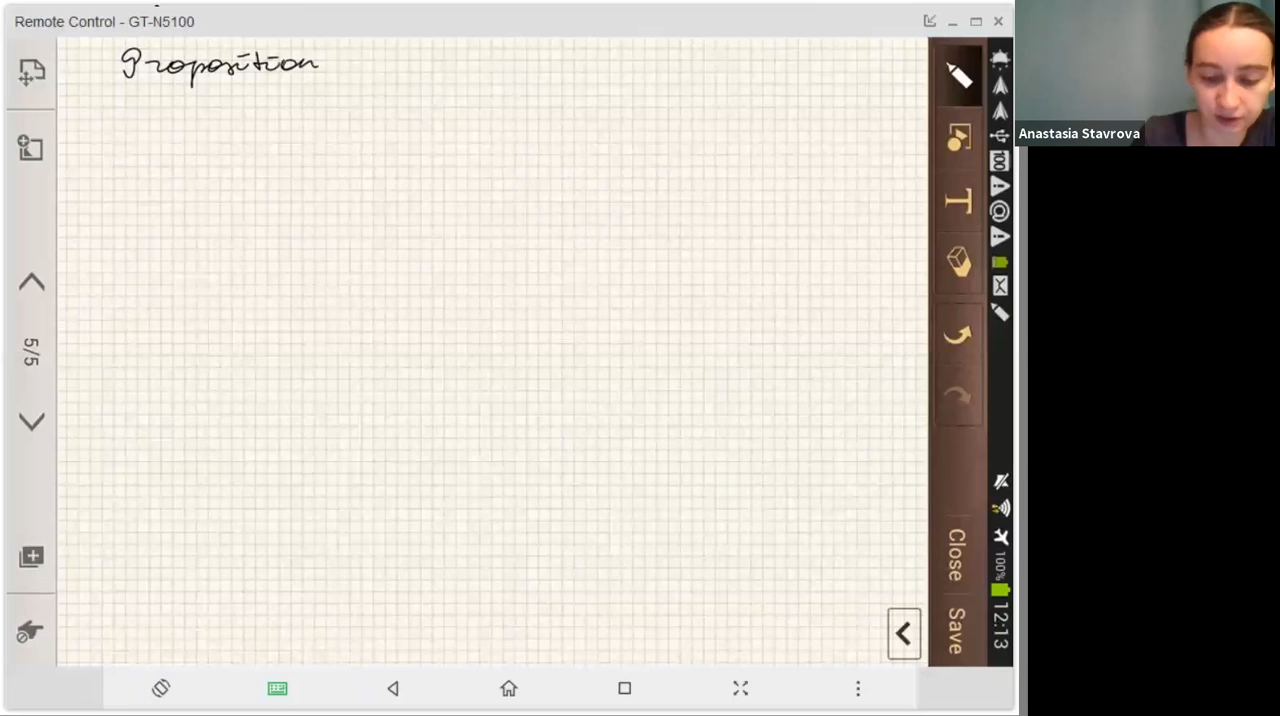 Remote Control - GT-N5100
Proposition
Anastasia Stavrova
5/5
T
Close
Save
100%
12:13